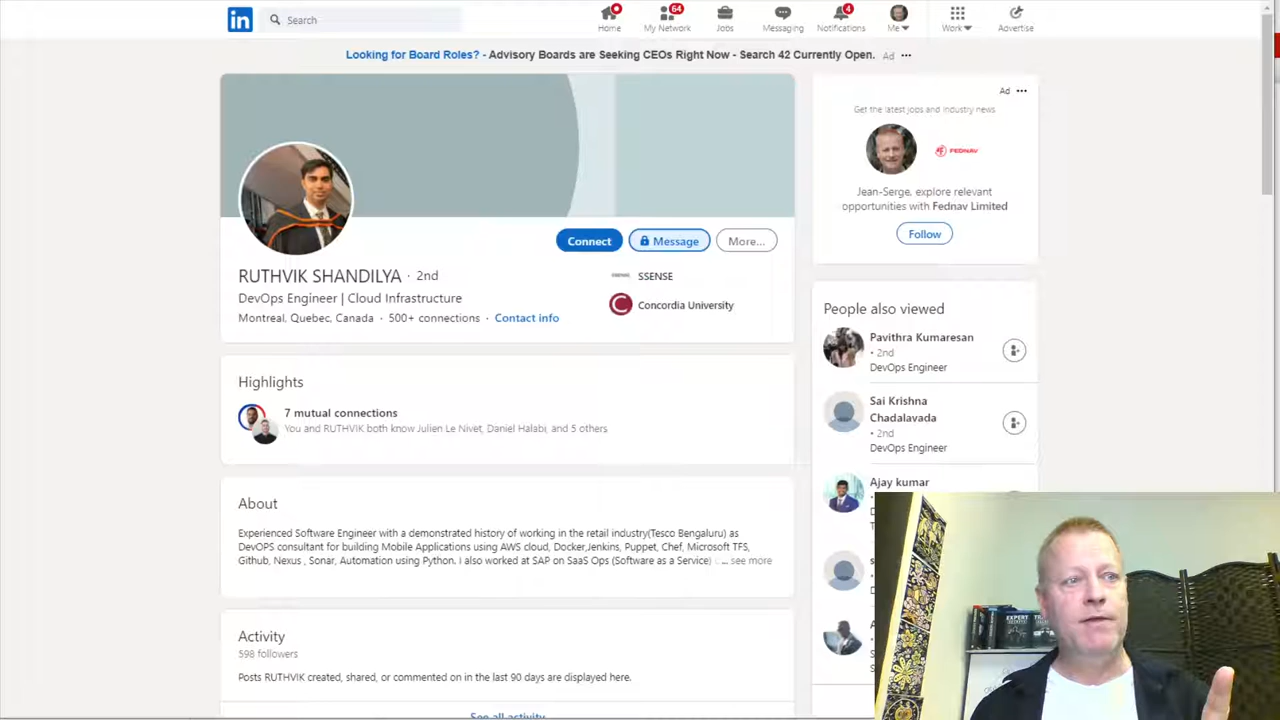 in
Search
Home
64
My Network
Jobs
Messaging
4
Notifications
Me
Work
Advertise
Looking for Board Roles? - Advisory Boards are Seeking CEOs Right Now - Search 42 Currently Open. Ad ...
Connect
Message
More...
RUTHVIK SHANDILYA · 2nd
DevOps Engineer | Cloud Infrastructure
Montreal, Quebec, Canada · 500+ connections · Contact info
SSENSE
Concordia University
Highlights
7 mutual connections
You and RUTHVIK both know Julien Le Nivet, Daniel Halabi, and 5 others
About
Experienced Software Engineer with a demonstrated history of working in the retail industry(Tesco Bengaluru) as
DevOPS consultant for building Mobile Applications using AWS cloud, Docker,Jenkins, Puppet, Chef, Microsoft TFS,
Github, Nexus , Sonar, Automation using Python. I also worked at SAP on SaaS Ops (Software as a Service) c... see more
Activity
598 followers
Posts RUTHVIK created, shared, or commented on in the last 90 days are displayed here.
See all activity
Ad ...
Get the latest jobs and industry news
FEDNAV
Jean-Serge, explore relevant
opportunities with Fednav Limited
Follow
People also viewed
Pavithra Kumaresan
• 2nd
DevOps Engineer
Sai Krishna
Chadalavada
• 2nd
DevOps Engineer
Ajay kumar
EXPERT